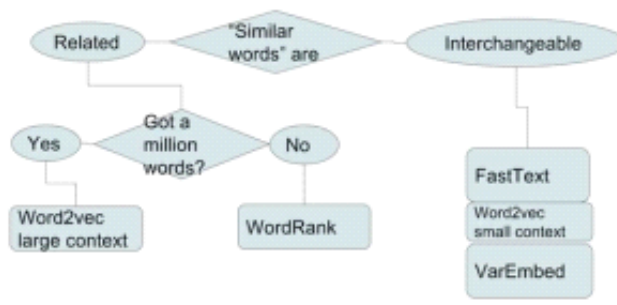 "Similar
words" are
Related
Interchangeable
Got a
million
words?
Yes
No
Word2vec
large context
WordRank
FastText
Word2vec
small context
VarEmbed